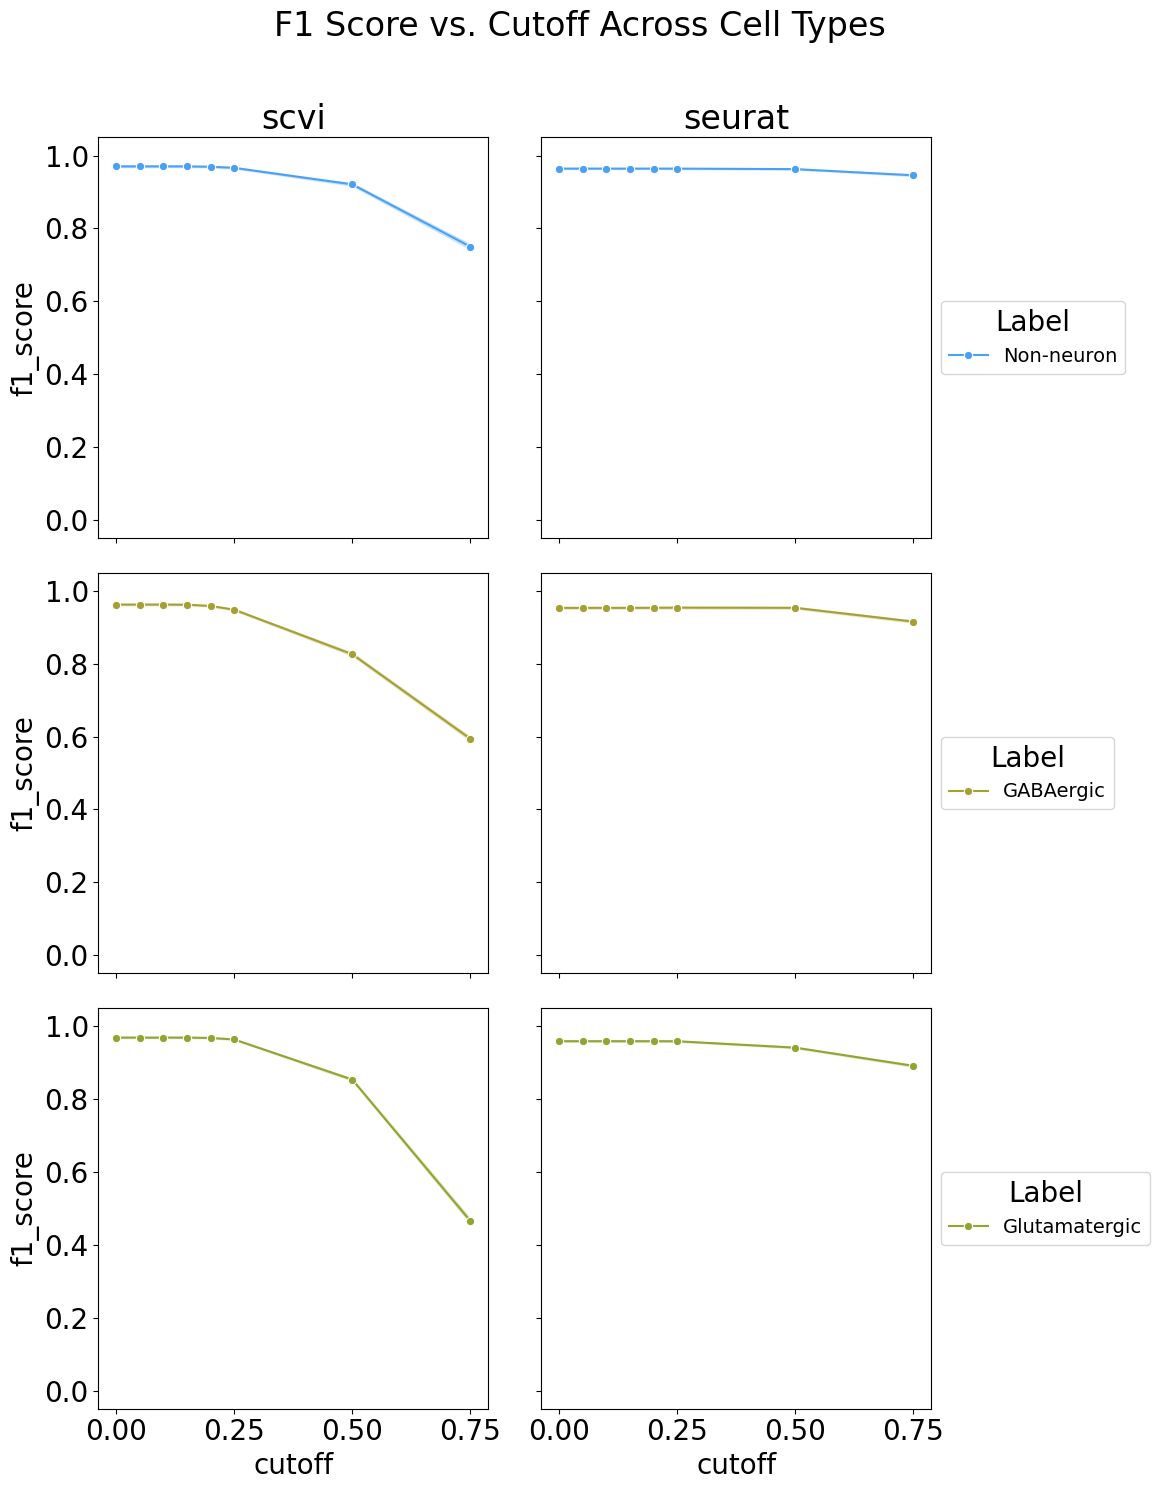 F1 Score vs. Cutoff Across Cell Types
scvi
seurat
1.0
0.8
0.6
0.4
0.2
0.0
f1_score
Label
Non-neuron
1.0
0.8
0.6
0.4
0.2
0.0
f1_score
Label
GABAergic
1.0
0.8
0.6
0.4
0.2
0.0
f1_score
Label
Glutamatergic
0.00 0.25 0.50 0.75
cutoff
0.00 0.25 0.50 0.75
cutoff